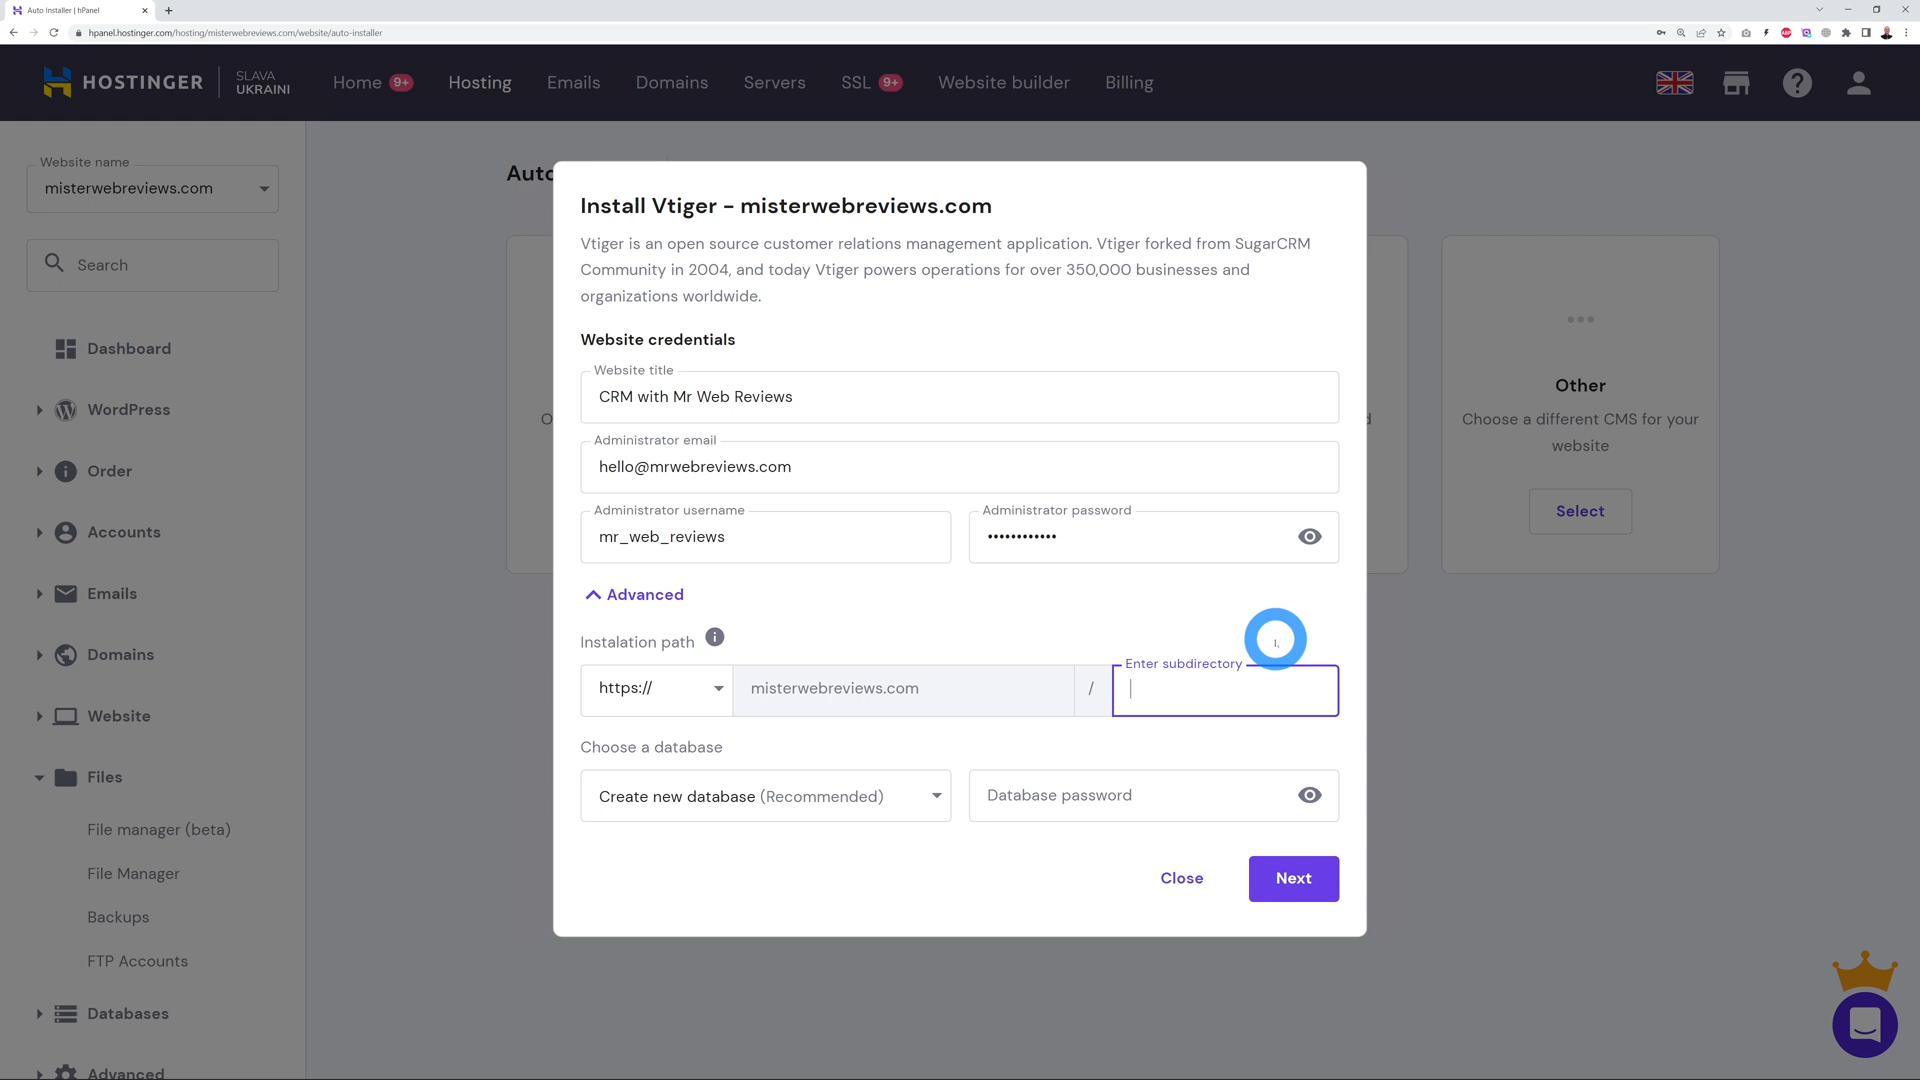 Auto Installer | hPanel
hpanel.hostinger.com/hosting/misterwebreviews.com/website/auto-installer
HOSTINGER
SLAVA
UKRAINI
Home 9+
Hosting
Emails
Domains
Servers
SSL 9+
Website builder
Billing
Website name
misterwebreviews.com
Search
Dashboard
WordPress
Order
Accounts
Emails
Domains
Website
Files
File manager (beta)
File Manager
Backups
FTP Accounts
Databases
Advanced
Auto
Install Vtiger - misterwebreviews.com
Vtiger is an open source customer relations management application. Vtiger forked from SugarCRM
Community in 2004, and today Vtiger powers operations for over 350,000 businesses and
organizations worldwide.
Website credentials
Website title
CRM with Mr Web Reviews
Administrator email
hello@mrwebreviews.com
Administrator username
mr_web_reviews
Administrator password
••••••••••••
Advanced
Instalation path
https://
misterwebreviews.com
/
Enter subdirectory
Choose a database
Create new database (Recommended)
Database password
Close
Next
Other
Choose a different CMS for your
website
Select